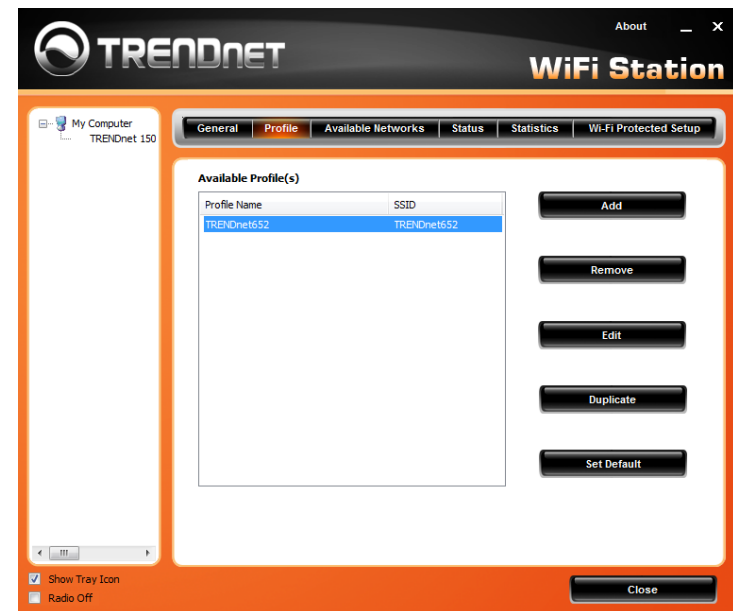 TRENDNET
About
WiFi Station
My Computer
TRENDnet 150
General Profile Available Networks Status Statistics Wi-Fi Protected Setup
Available Profile(s)
Profile Name SSID
TRENDnet652 TRENDnet652
Add
Remove
Edit
Duplicate
Set Default
Show Tray Icon
Radio Off
Close